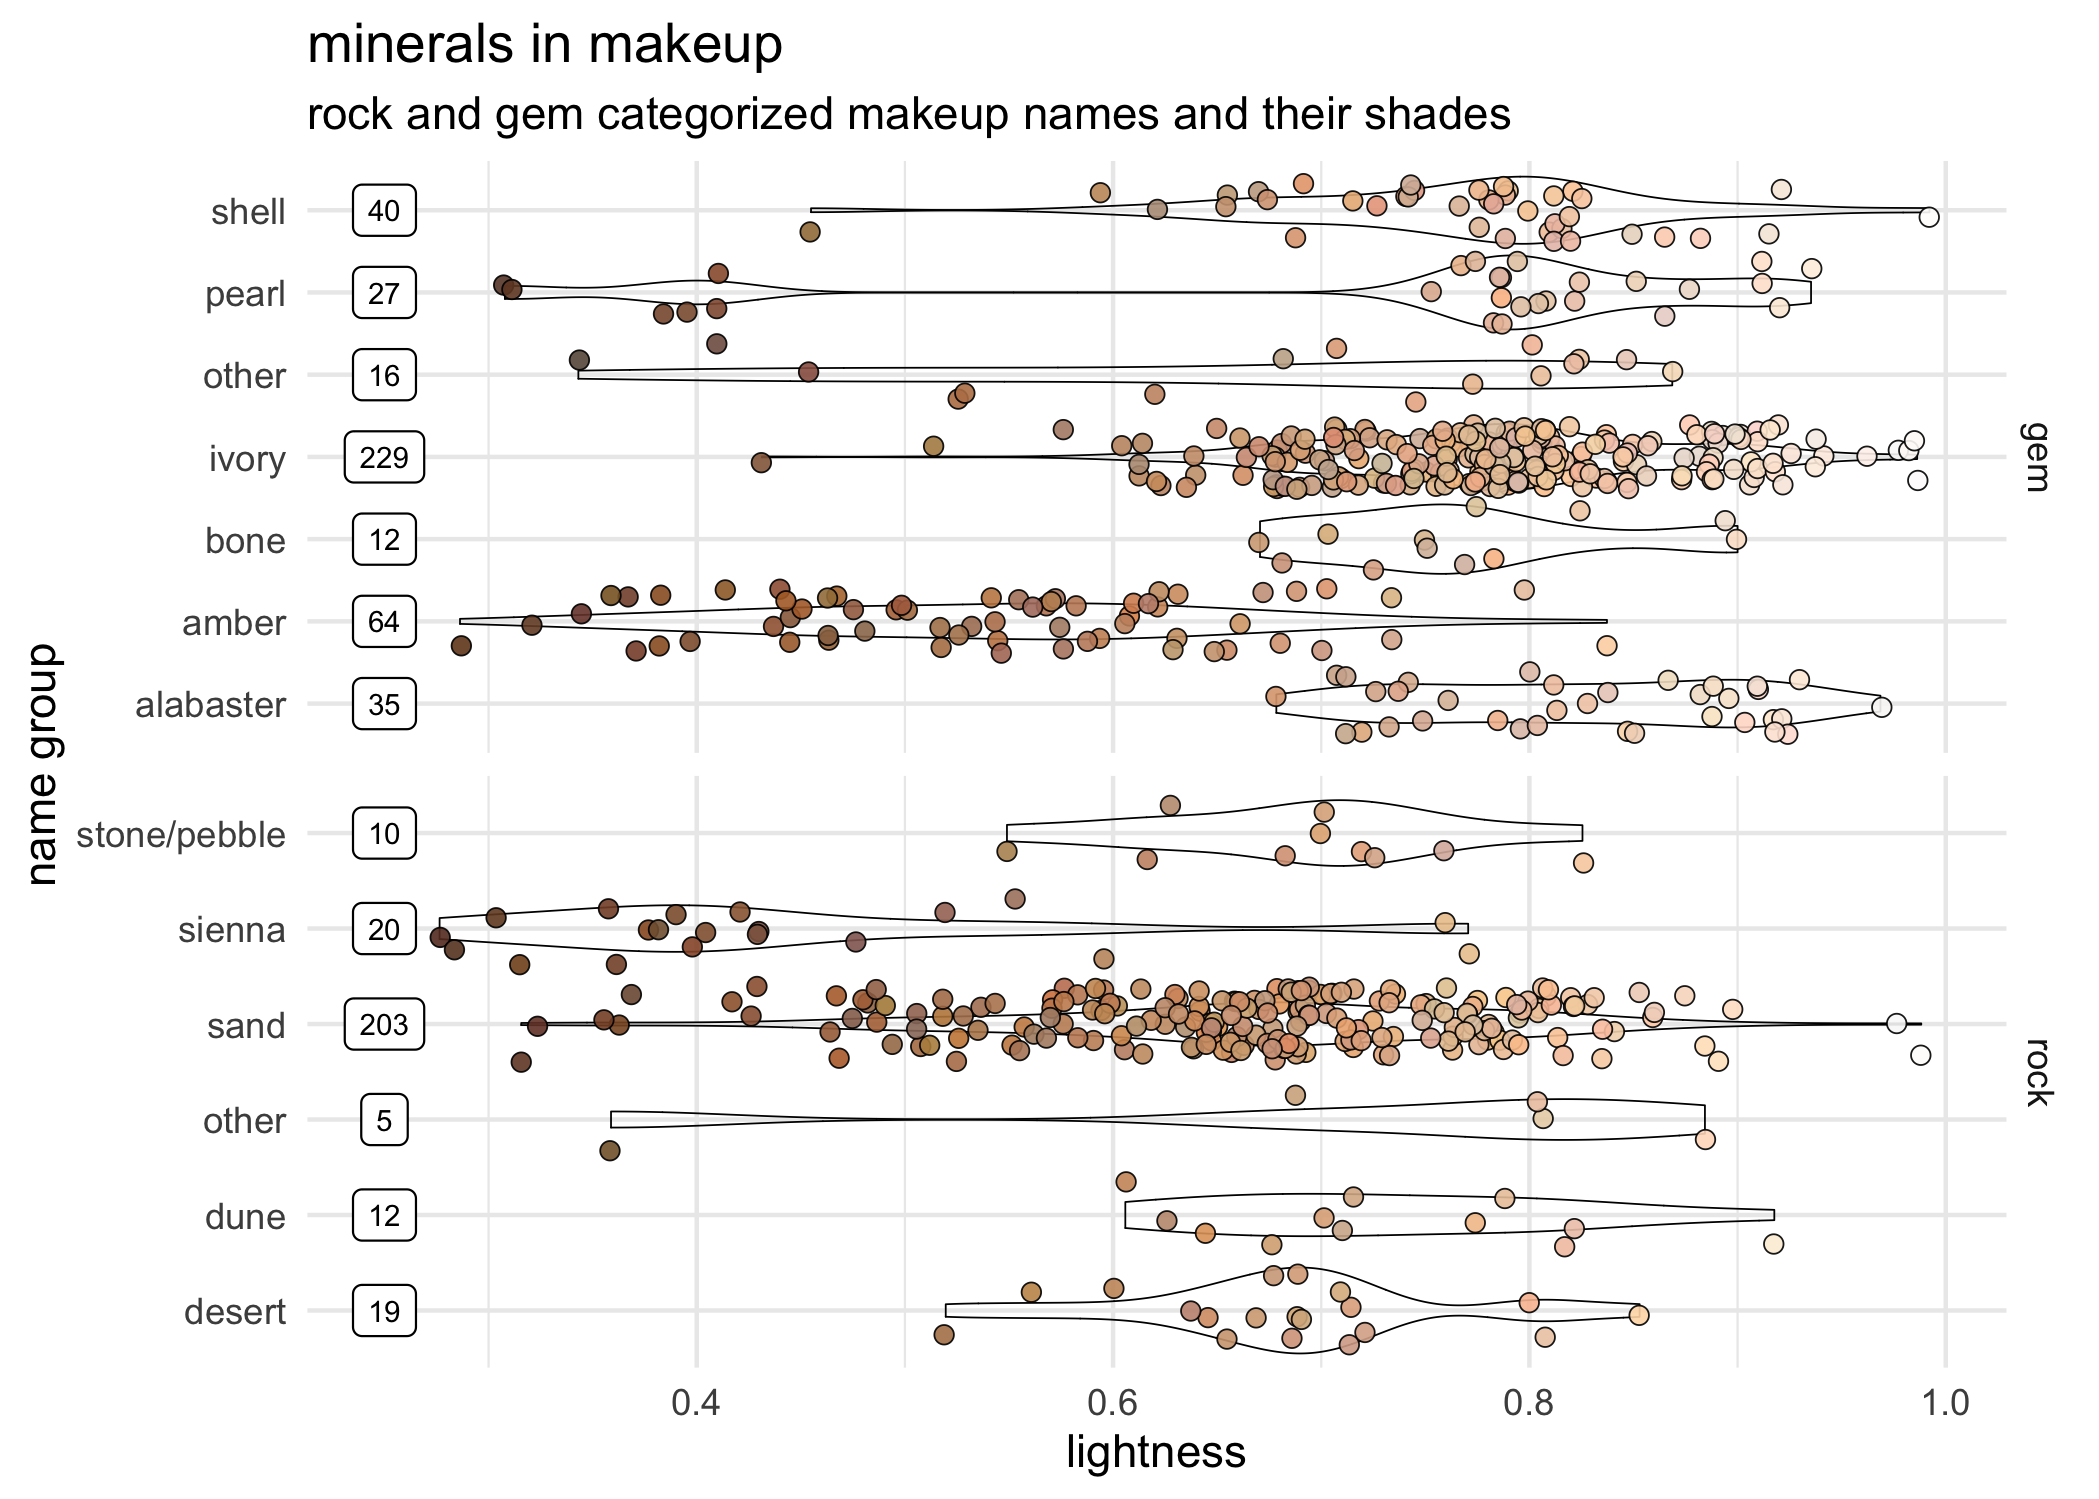 minerals in makeup
rock and gem categorized makeup names and their shades
name group
shell 40
pearl 27
other 16
ivory 229
bone 12
amber 64
alabaster 35
gem
stone/pebble 10
sienna 20
sand 203
other 5
dune 12
desert 19
rock
0.4 0.6 0.8 1.0
lightness